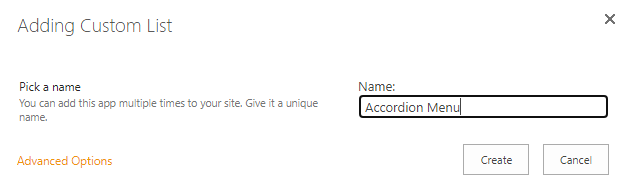 Adding Custom List
Pick a name
You can add this app multiple times to your site. Give it a unique
name.
Name:
Accordion Menu
Advanced Options
Create
Cancel